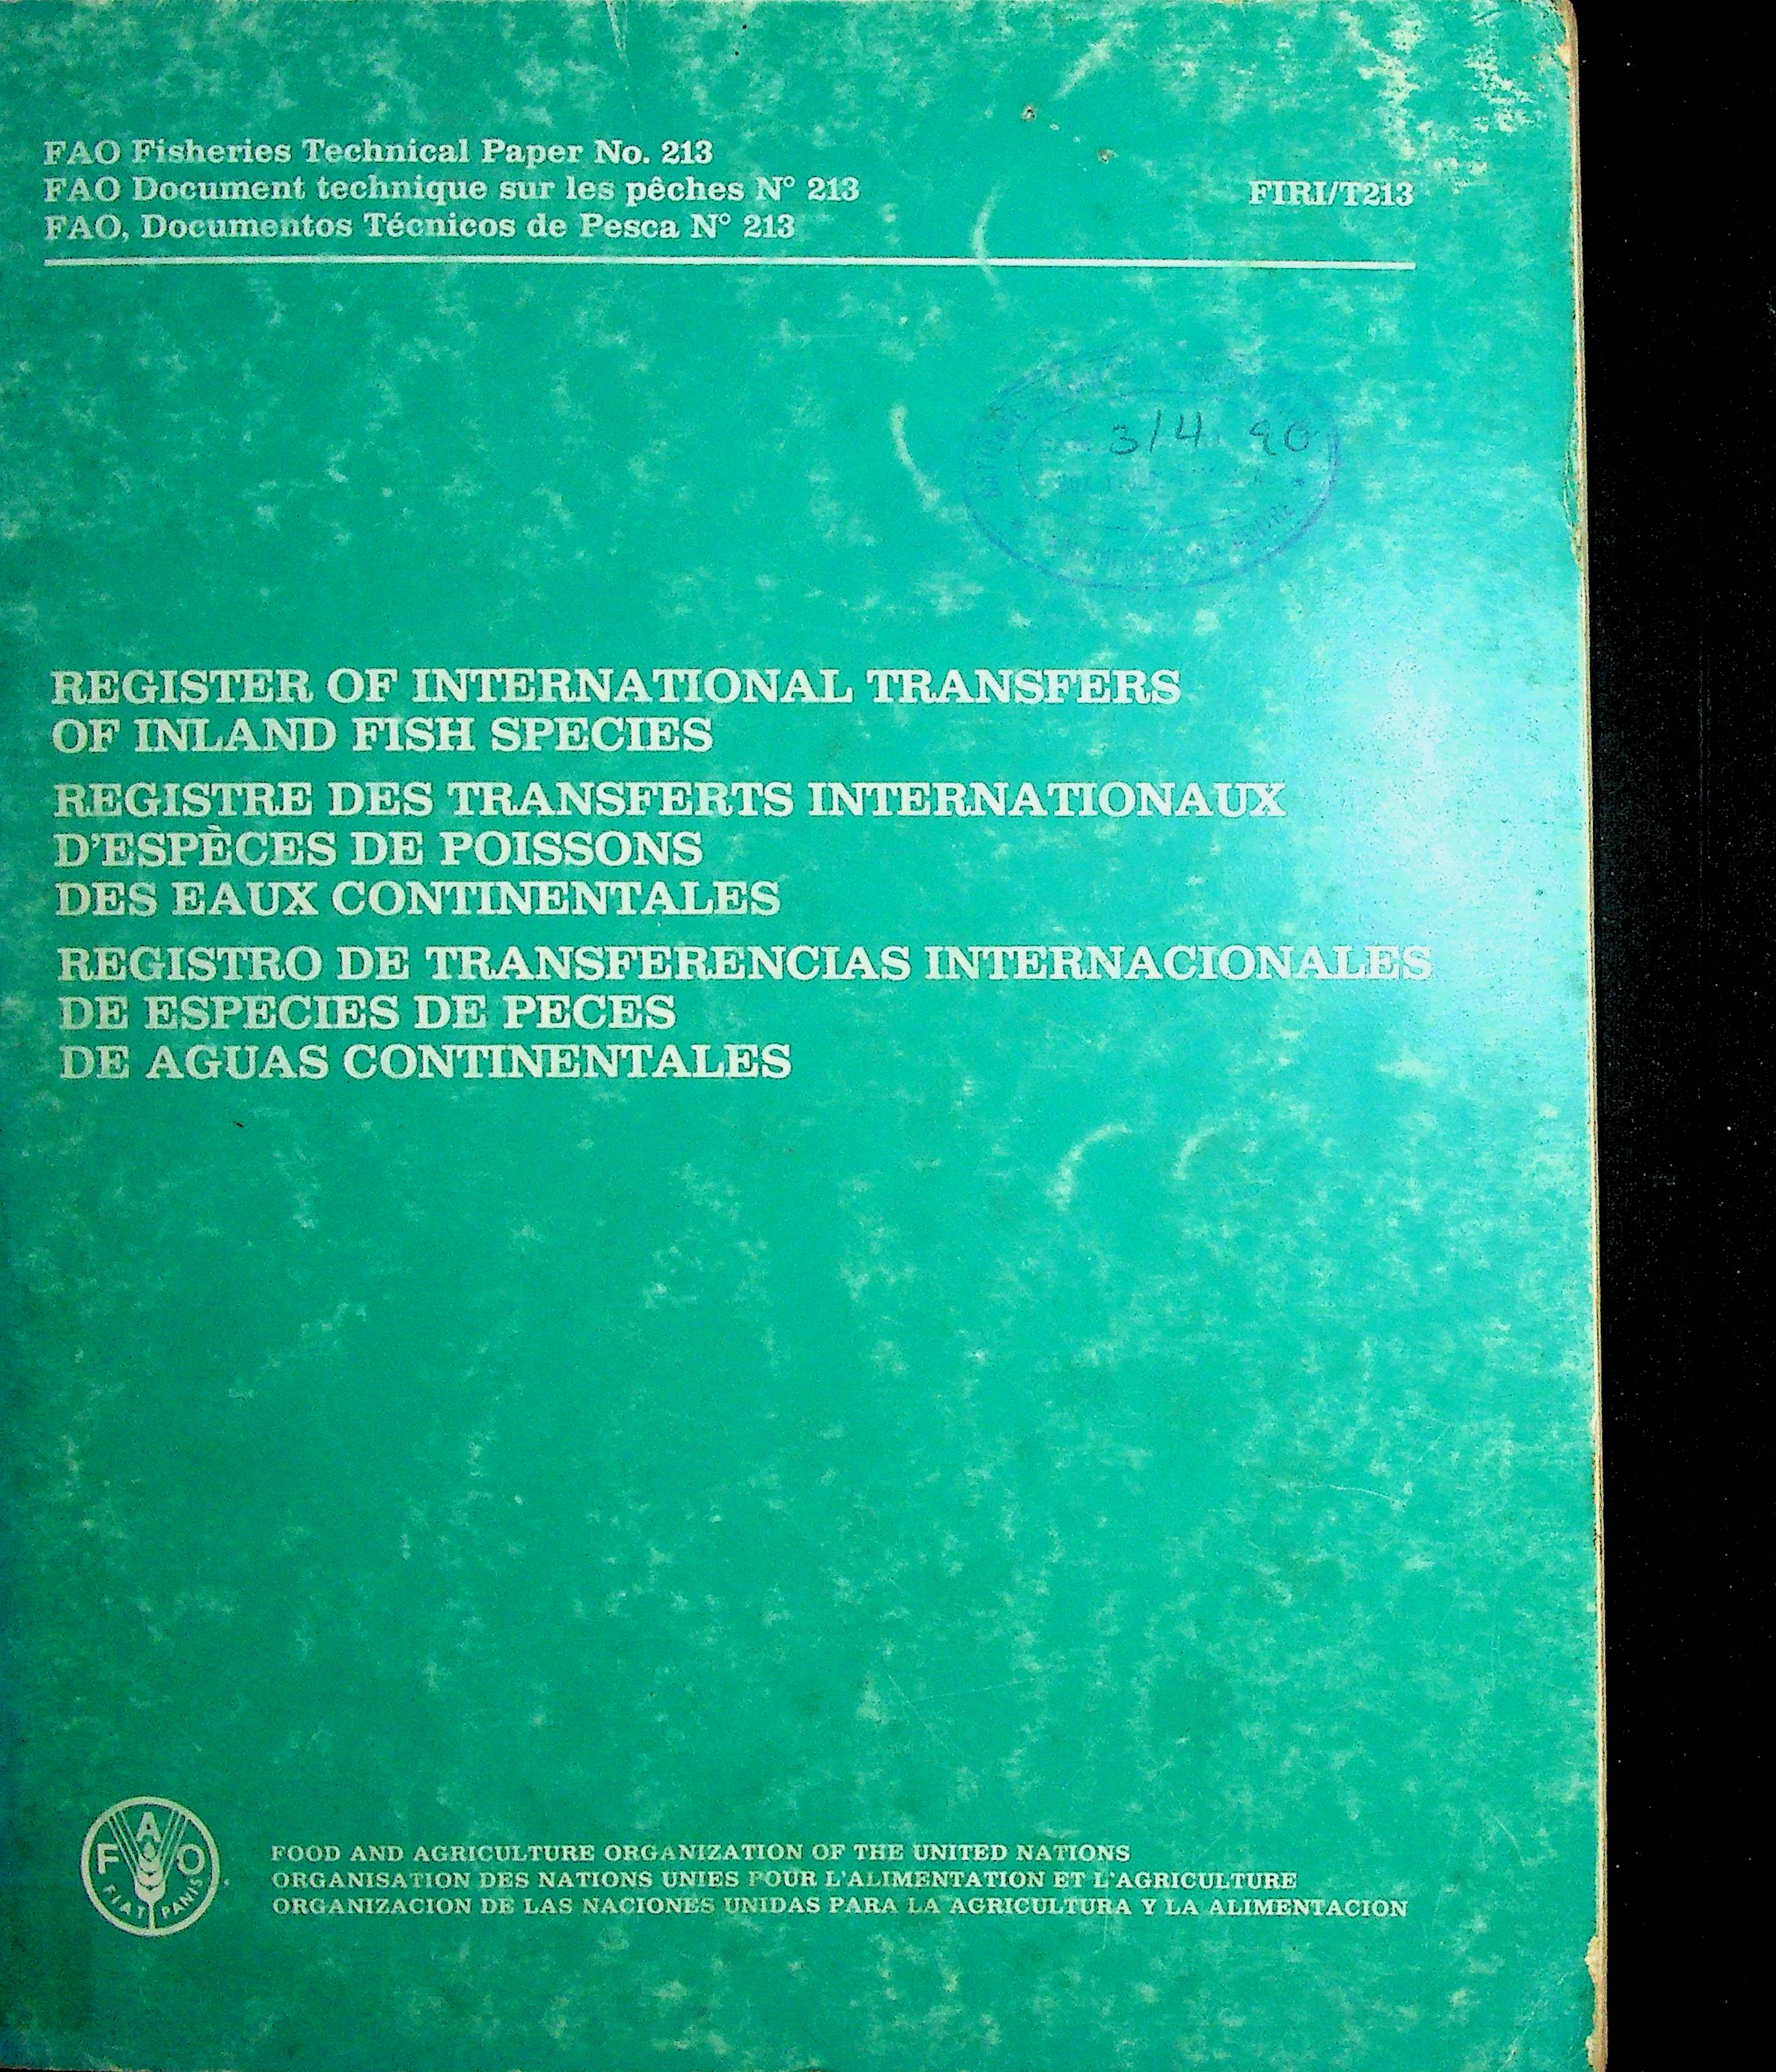 FAO Fisheries Technical Paper No. 213
FAO Document technique sur les pêches N° 213
FAO, Documentos Técnicos de Pesca N° 213
FIRI/T213
3/4 90
REGISTER OF INTERNATIONAL TRANSFERS
OF INLAND FISH SPECIES
REGISTRE DES TRANSFERTS INTERNATIONAUX
D'ESPÈCES DE POISSONS
DES EAUX CONTINENTALES
REGISTRO DE TRANSFERENCIAS INTERNACIONALES
DE ESPECIES DE PECES
DE AGUAS CONTINENTALES
F A O
FIAT PANIS
FOOD AND AGRICULTURE ORGANIZATION OF THE UNITED NATIONS
ORGANISATION DES NATIONS UNIES POUR L'ALIMENTATION ET L'AGRICULTURE
ORGANIZACION DE LAS NACIONES UNIDAS PARA LA AGRICULTURA Y LA ALIMENTACION